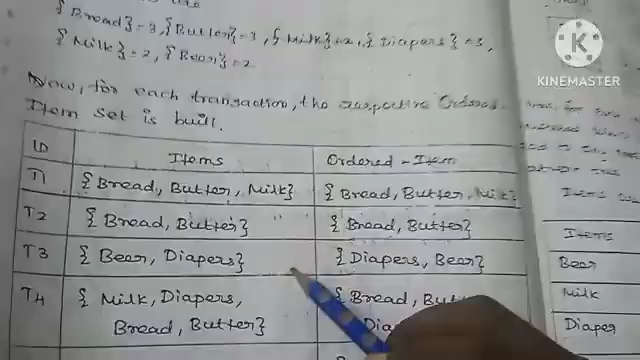 {Bread}=3, {Butter}=3, {Milk}=2, {Diapers}=3,
{Milk}=2, {Beer}=2
KINEMASTER
Now, for each transaction, the respective Ordered-
Item set is built.
ID Items Ordered-Item
T1 {Bread, Butter, Milk} {Bread, Butter, Milk}
T2 {Bread, Butter} {Bread, Butter}
T3 {Beer, Diapers} {Diapers, Beer}
T4 {Milk, Diapers, {Bread,
Bread, Butter}
Items
Beer
Milk
Diaper